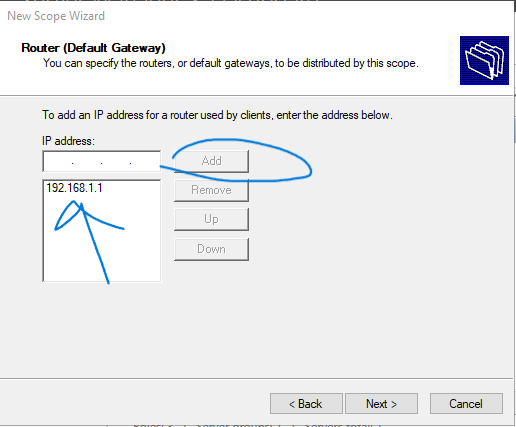 New Scope Wizard
Router (Default Gateway)
You can specify the routers, or default gateways, to be distributed by this scope.
To add an IP address for a router used by clients, enter the address below.
IP address:
. . . Add
192.168.1.1
Remove
Up
Down
< Back Next > Cancel